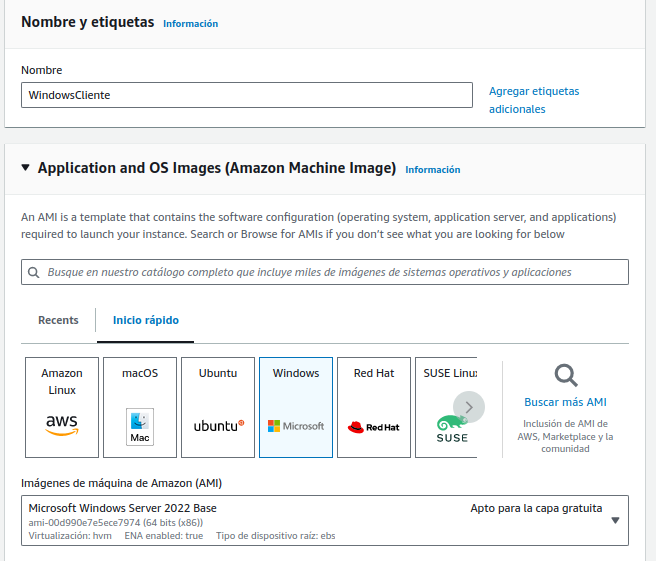 Nombre y etiquetas Información
Nombre
WindowsCliente
Agregar etiquetas
adicionales
Application and OS Images (Amazon Machine Image) Información
An AMI is a template that contains the software configuration (operating system, application server, and applications)
required to launch your instance. Search or Browse for AMIs if you don't see what you are looking for below
Busque en nuestro catálogo completo que incluye miles de imágenes de sistemas operativos y aplicaciones
Recents Inicio rápido
Amazon
Linux
aws
macOS
Mac
Ubuntu
ubuntu
Windows
Microsoft
Red Hat
Red Hat
SUSE Linux
SUSE
Buscar más AMI
Inclusión de AMI de
AWS, Marketplace y la
comunidad
Imágenes de máquina de Amazon (AMI)
Microsoft Windows Server 2022 Base Apto para la capa gratuita
ami-00d990e7e5ece7974 (64 bits (x86))
Virtualización: hvm ENA enabled: true Tipo de dispositivo raíz: ebs